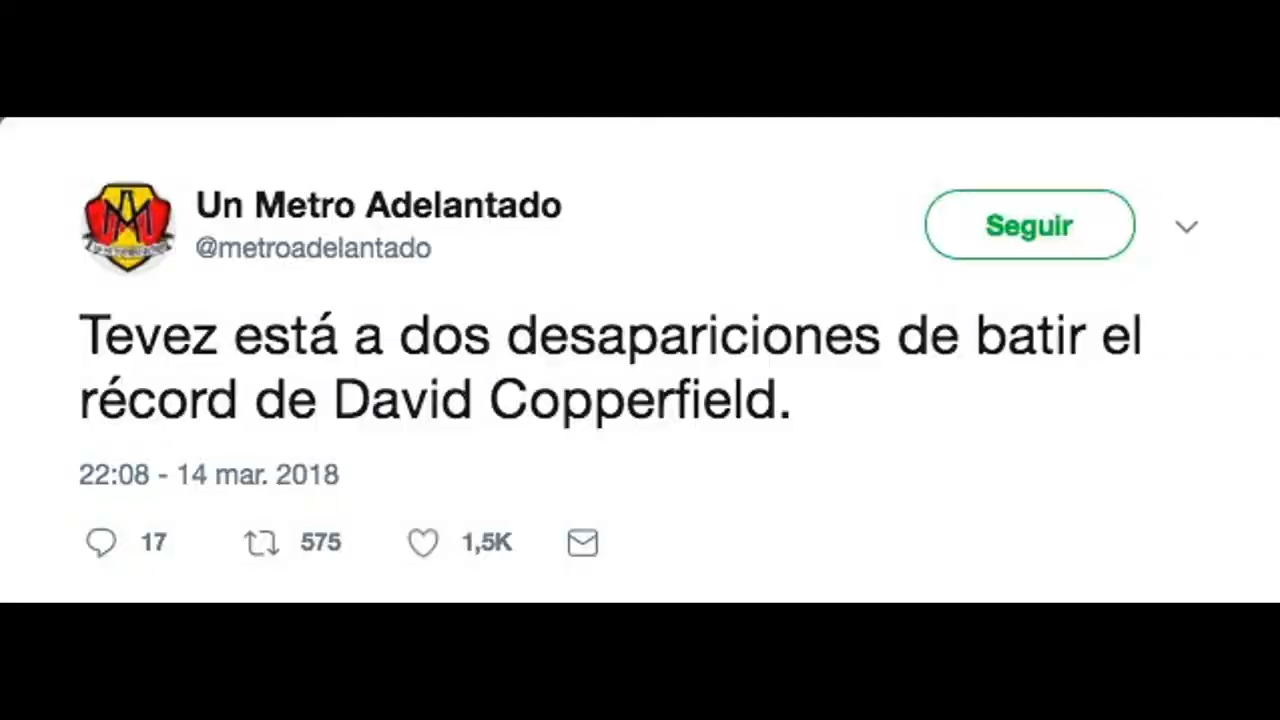 Un Metro Adelantado
@metroadelantado
Seguir
Tevez está a dos desapariciones de batir el
récord de David Copperfield.
22:08 - 14 mar. 2018
17 575 1,5K